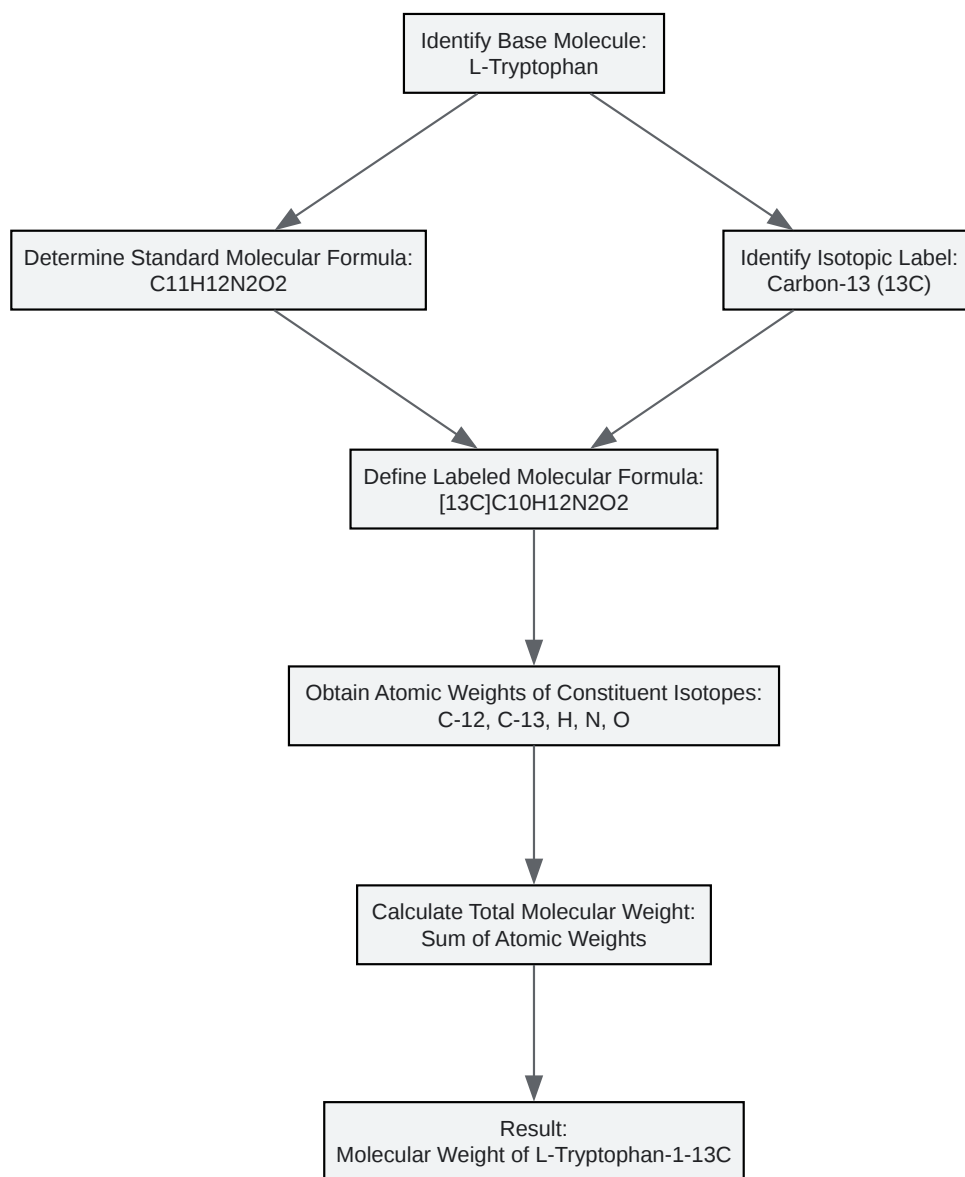 Identify Base Molecule:
L-Tryptophan
Determine Standard Molecular Formula:
C11H12N2O2
Identify Isotopic Label:
Carbon-13 (13C)
Define Labeled Molecular Formula:
[13C]C10H12N2O2
Obtain Atomic Weights of Constituent Isotopes:
C-12, C-13, H, N, O
Calculate Total Molecular Weight:
Sum of Atomic Weights
Result:
Molecular Weight of L-Tryptophan-1-13C